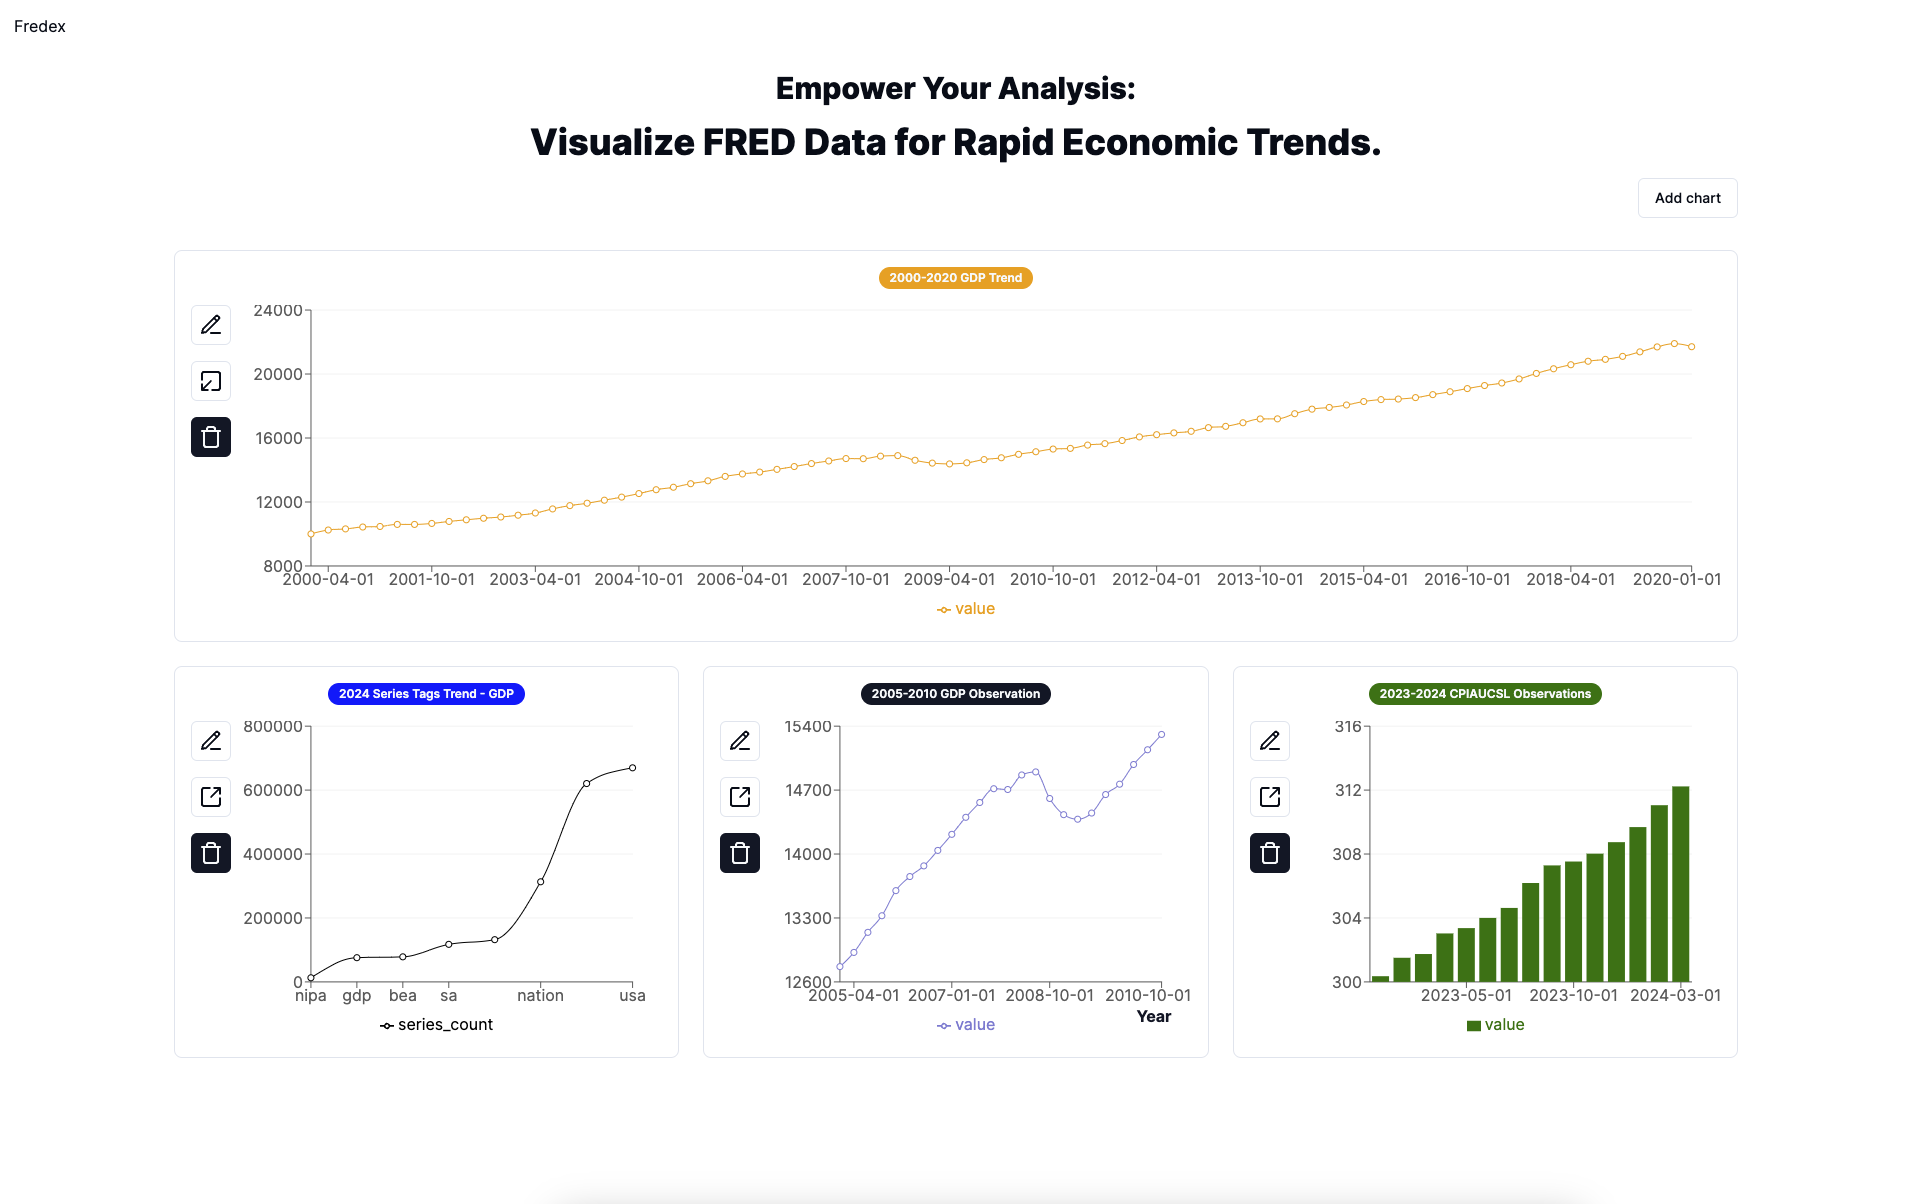 Fredex
Empower Your Analysis:
Visualize FRED Data for Rapid Economic Trends.
Add chart
2000-2020 GDP Trend
24000
20000
16000
12000
8000
2000-04-01 2001-10-01 2003-04-01 2004-10-01 2006-04-01 2007-10-01 2009-04-01 2010-10-01 2012-04-01 2013-10-01 2015-04-01 2016-10-01 2018-04-01 2020-01-01
value
2024 Series Tags Trend - GDP
800000
600000
400000
200000
0
nipa gdp bea sa nation usa
series_count
2005-2010 GDP Observation
15400
14700
14000
13300
12600
2005-04-01 2007-01-01 2008-10-01 2010-10-01
Year
value
2023-2024 CPIAUCSL Observations
316
312
308
304
300
2023-05-01 2023-10-01 2024-03-01
value